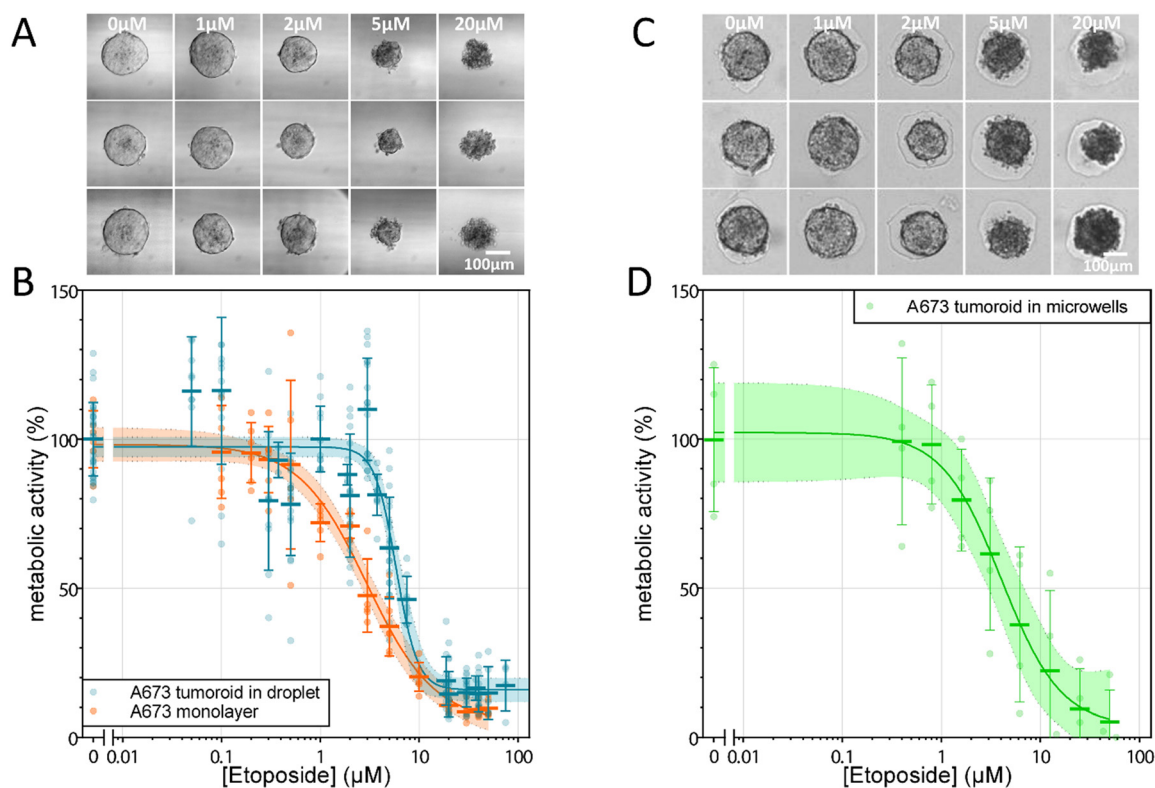 A
0µM 1µM 2µM 5µM 20µM
100µm
C
0µM 1µM 2µM 5µM 20µM
100µm
B
150
100
50
0
metabolic activity (%)
A673 tumoroid in droplet
A673 monolayer
0 0.01 0.1 1 10 100
[Etoposide] (µM)
D
150
100
50
0
metabolic activity (%)
A673 tumoroid in microwells
0 0.01 0.1 1 10 100
[Etoposide] (µM)